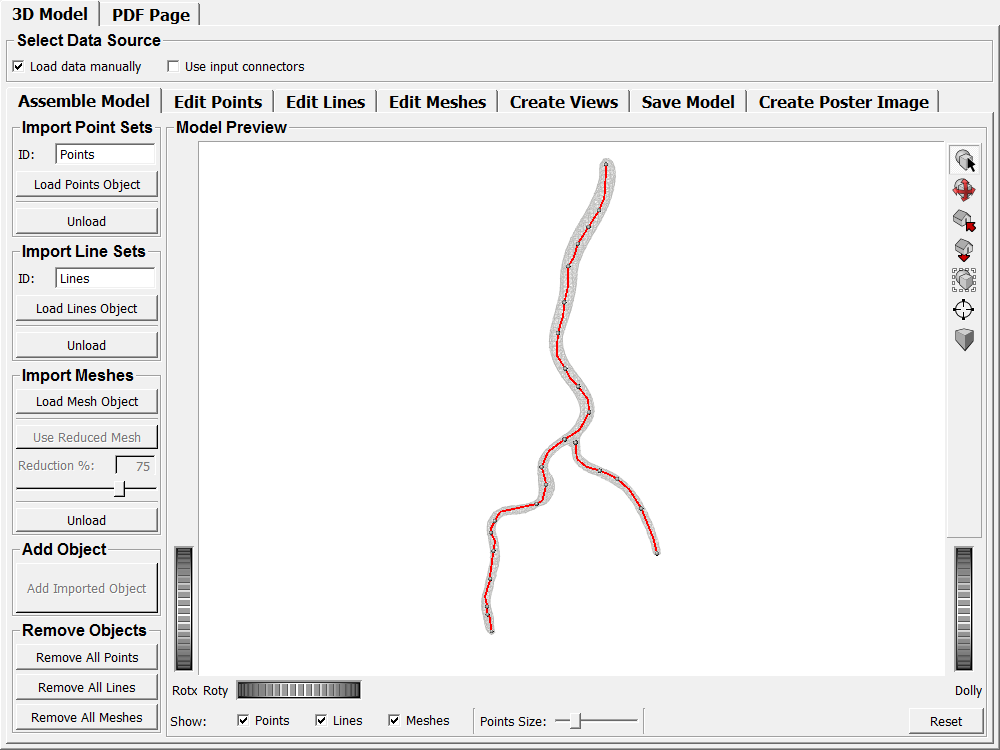 3D Model PDF Page
Select Data Source
Load data manually Use input connectors
Assemble Model Edit Points Edit Lines Edit Meshes Create Views Save Model Create Poster Image
Import Point Sets
ID: Points
Load Points Object
Unload
Import Line Sets
ID: Lines
Load Lines Object
Unload
Import Meshes
Load Mesh Object
Use Reduced Mesh
Reduction %: 75
Unload
Add Object
Add Imported Object
Remove Objects
Remove All Points
Remove All Lines
Remove All Meshes
Model Preview
Rotx Roty Dolly
Show: Points Lines Meshes Points Size: Reset